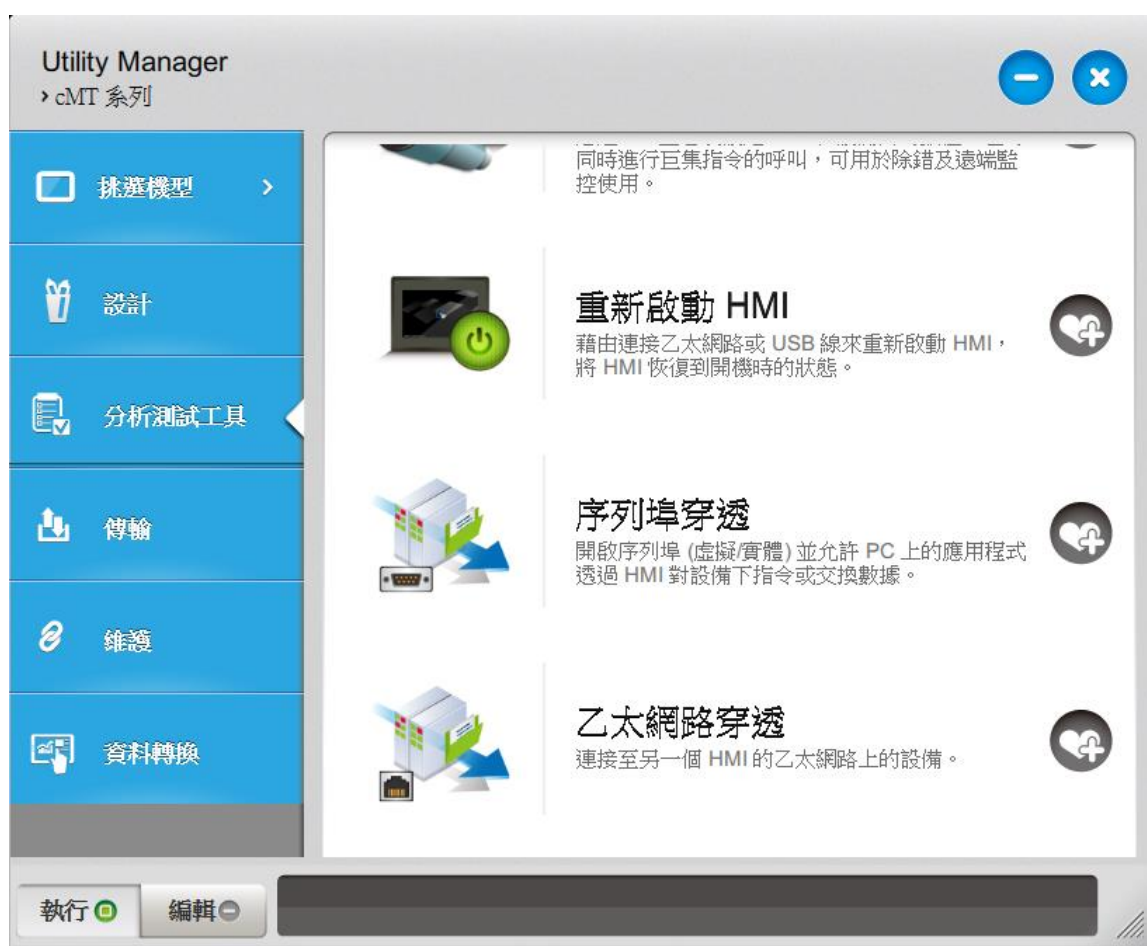 Utility Manager
› cMT 系列
挑選機型 ›
設計
分析測試工具
傳輸
維護
資料轉換
同時進行巨集指令的呼叫，可用於除錯及遠端監
控使用。
重新啟動 HMI
藉由連接乙太網路或 USB 線來重新啟動 HMI，
將 HMI 恢復到開機時的狀態。
序列埠穿透
開啟序列埠 (虛擬/實體) 並允許 PC 上的應用程式
透過 HMI 對設備下指令或交換數據。
乙太網路穿透
連接至另一個 HMI 的乙太網路上的設備。
執行
編輯